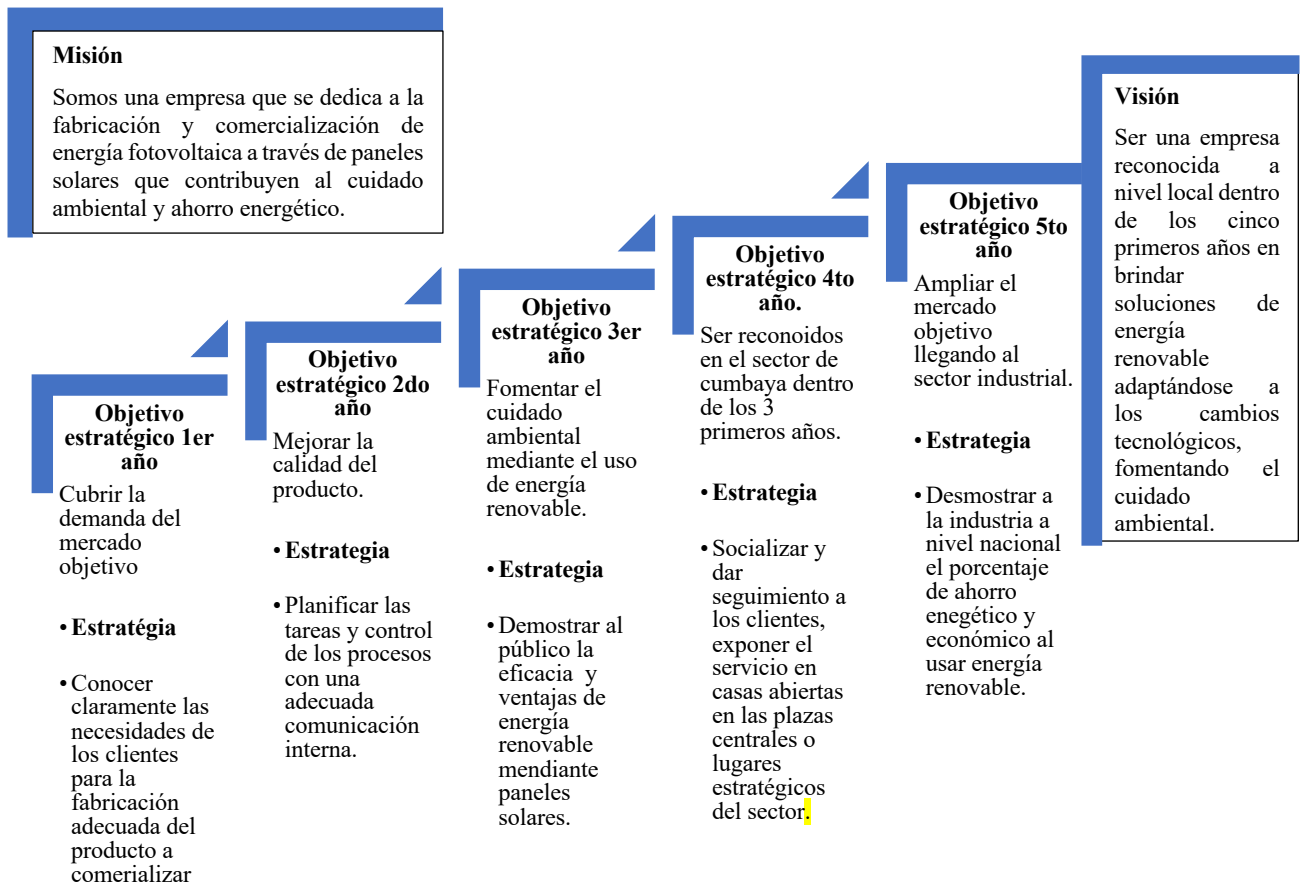 Misión
Somos una empresa que se dedica a la
fabricación y comercialización de
energía fotovoltaica a través de paneles
solares que contribuyen al cuidado
ambiental y ahorro energético.
Objetivo
estratégico 1er
año
Cubrir la
demanda del
mercado
objetivo
• Estratégia
• Conocer
claramente las
necesidades de
los clientes
para la
fabricación
adecuada del
producto a
comerializar
Objetivo
estratégico 2do
año
Mejorar la
calidad del
producto.
• Estrategia
• Planificar las
tareas y control
de los procesos
con una
adecuada
comunicación
interna.
Objetivo
estratégico 3er
año
Fomentar el
cuidado
ambiental
mediante el uso
de energía
renovable.
• Estrategia
• Demostrar al
público la
eficacia y
ventajas de
energía
renovable
mendiante
paneles
solares.
Objetivo
estratégico 4to
año.
Ser reconoidos
en el sector de
cumbaya dentro
de los 3
primeros años.
• Estrategia
• Socializar y
dar
seguimiento a
los clientes,
exponer el
servicio en
casas abiertas
en las plazas
centrales o
lugares
estratégicos
del sector.
Objetivo
estratégico 5to
año
Ampliar el
mercado
objetivo
llegando al
sector industrial.
• Estrategia
• Desmostrar a
la industria a
nivel nacional
el porcentaje
de ahorro
enegético y
económico al
usar energía
renovable.
Visión
Ser una empresa
reconocida a
nivel local dentro
de los cinco
primeros años en
brindar
soluciones de
energía
renovable
adaptándose a
los cambios
tecnológicos,
fomentando el
cuidado
ambiental.